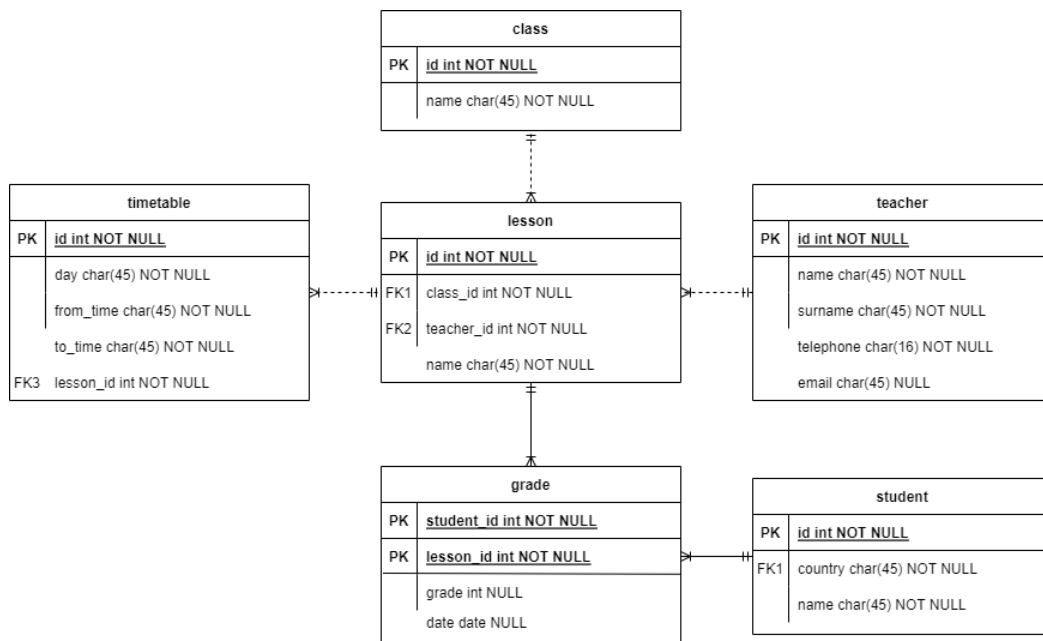 class
PK id int NOT NULL
name char(45) NOT NULL
timetable
PK id int NOT NULL
day char(45) NOT NULL
from_time char(45) NOT NULL
to_time char(45) NOT NULL
FK3 lesson_id int NOT NULL
lesson
PK id int NOT NULL
FK1 class_id int NOT NULL
FK2 teacher_id int NOT NULL
name char(45) NOT NULL
teacher
PK id int NOT NULL
name char(45) NOT NULL
surname char(45) NOT NULL
telephone char(16) NOT NULL
email char(45) NULL
grade
PK student_id int NOT NULL
PK lesson_id int NOT NULL
grade int NULL
date date NULL
student
PK id int NOT NULL
FK1 country char(45) NOT NULL
name char(45) NOT NULL